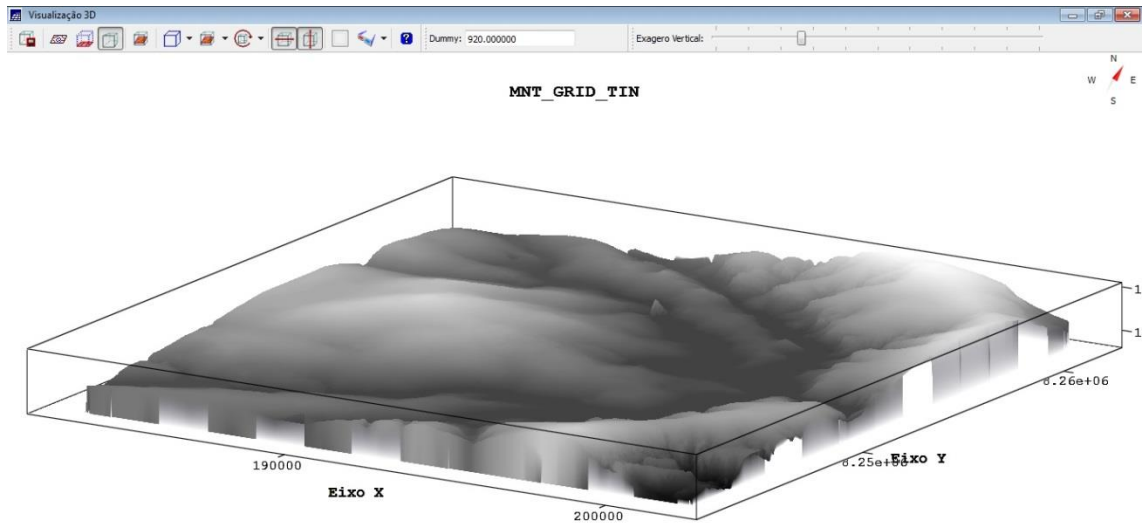 Visualização 3D
Dummy: 920.000000
Exagero Vertical:
N
W E
S
MNT_GRID_TIN
1
1
8.26e+06
8.25e+06
Eixo Y
190000
Eixo X
200000